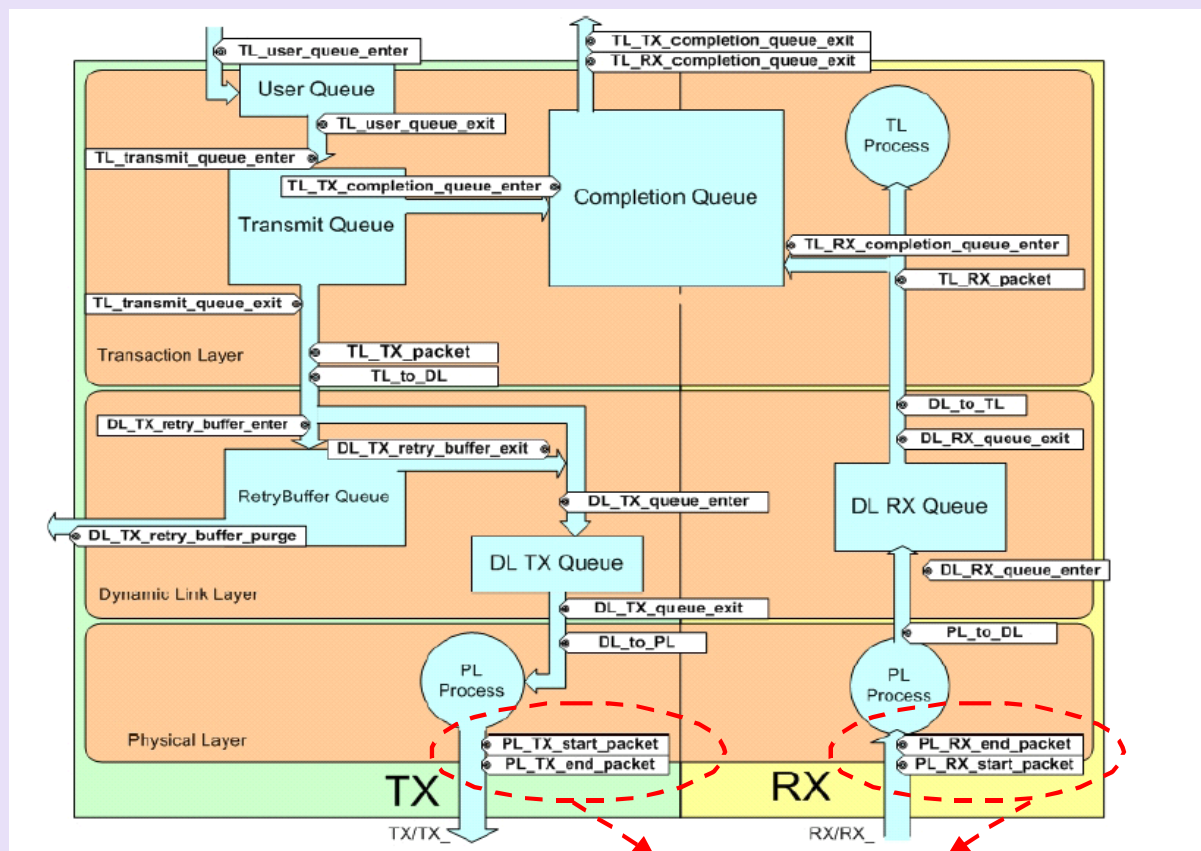 TL_user_queue_enter
TL_TX_completion_queue_exit
TL_RX_completion_queue_exit
User Queue
TL_user_queue_exit
TL
Process
TL_transmit_queue_enter
TL_TX_completion_queue_enter
Completion Queue
Transmit Queue
TL_RX_completion_queue_enter
TL_RX_packet
TL_transmit_queue_exit
Transaction Layer
TL_TX_packet
TL_to_DL
DL_to_TL
DL_TX_retry_buffer_enter
DL_RX_queue_exit
DL_TX_retry_buffer_exit
RetryBuffer Queue
DL_TX_queue_enter
DL RX Queue
DL_TX_retry_buffer_purge
DL TX Queue
DL_RX_queue_enter
Dynamic Link Layer
DL_TX_queue_exit
PL_to_DL
DL_to_PL
PL
Process
PL
Process
Physical Layer
PL_TX_start_packet
PL_TX_end_packet
PL_RX_end_packet
PL_RX_start_packet
TX
RX
TX/TX_
RX/RX_